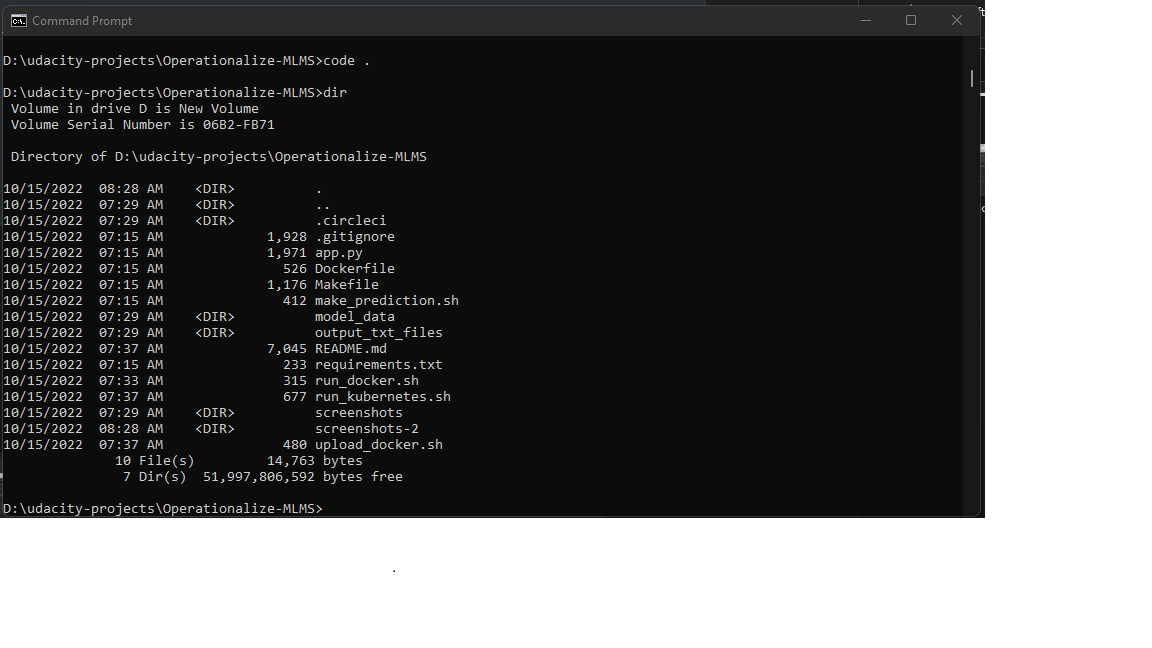 Command Prompt
D:\udacity-projects\Operationalize-MLMS>code .
D:\udacity-projects\Operationalize-MLMS>dir
 Volume in drive D is New Volume
 Volume Serial Number is 06B2-FB71
 Directory of D:\udacity-projects\Operationalize-MLMS
10/15/2022  08:28 AM    <DIR>          .
10/15/2022  07:29 AM    <DIR>          ..
10/15/2022  07:29 AM    <DIR>          .circleci
10/15/2022  07:15 AM             1,928 .gitignore
10/15/2022  07:15 AM             1,971 app.py
10/15/2022  07:15 AM               526 Dockerfile
10/15/2022  07:15 AM             1,176 Makefile
10/15/2022  07:15 AM               412 make_prediction.sh
10/15/2022  07:29 AM    <DIR>          model_data
10/15/2022  07:29 AM    <DIR>          output_txt_files
10/15/2022  07:37 AM             7,045 README.md
10/15/2022  07:15 AM               233 requirements.txt
10/15/2022  07:33 AM               315 run_docker.sh
10/15/2022  07:37 AM               677 run_kubernetes.sh
10/15/2022  07:29 AM    <DIR>          screenshots
10/15/2022  08:28 AM    <DIR>          screenshots-2
10/15/2022  07:37 AM               480 upload_docker.sh
              10 File(s)         14,763 bytes
               7 Dir(s)  51,997,806,592 bytes free
D:\udacity-projects\Operationalize-MLMS>
.